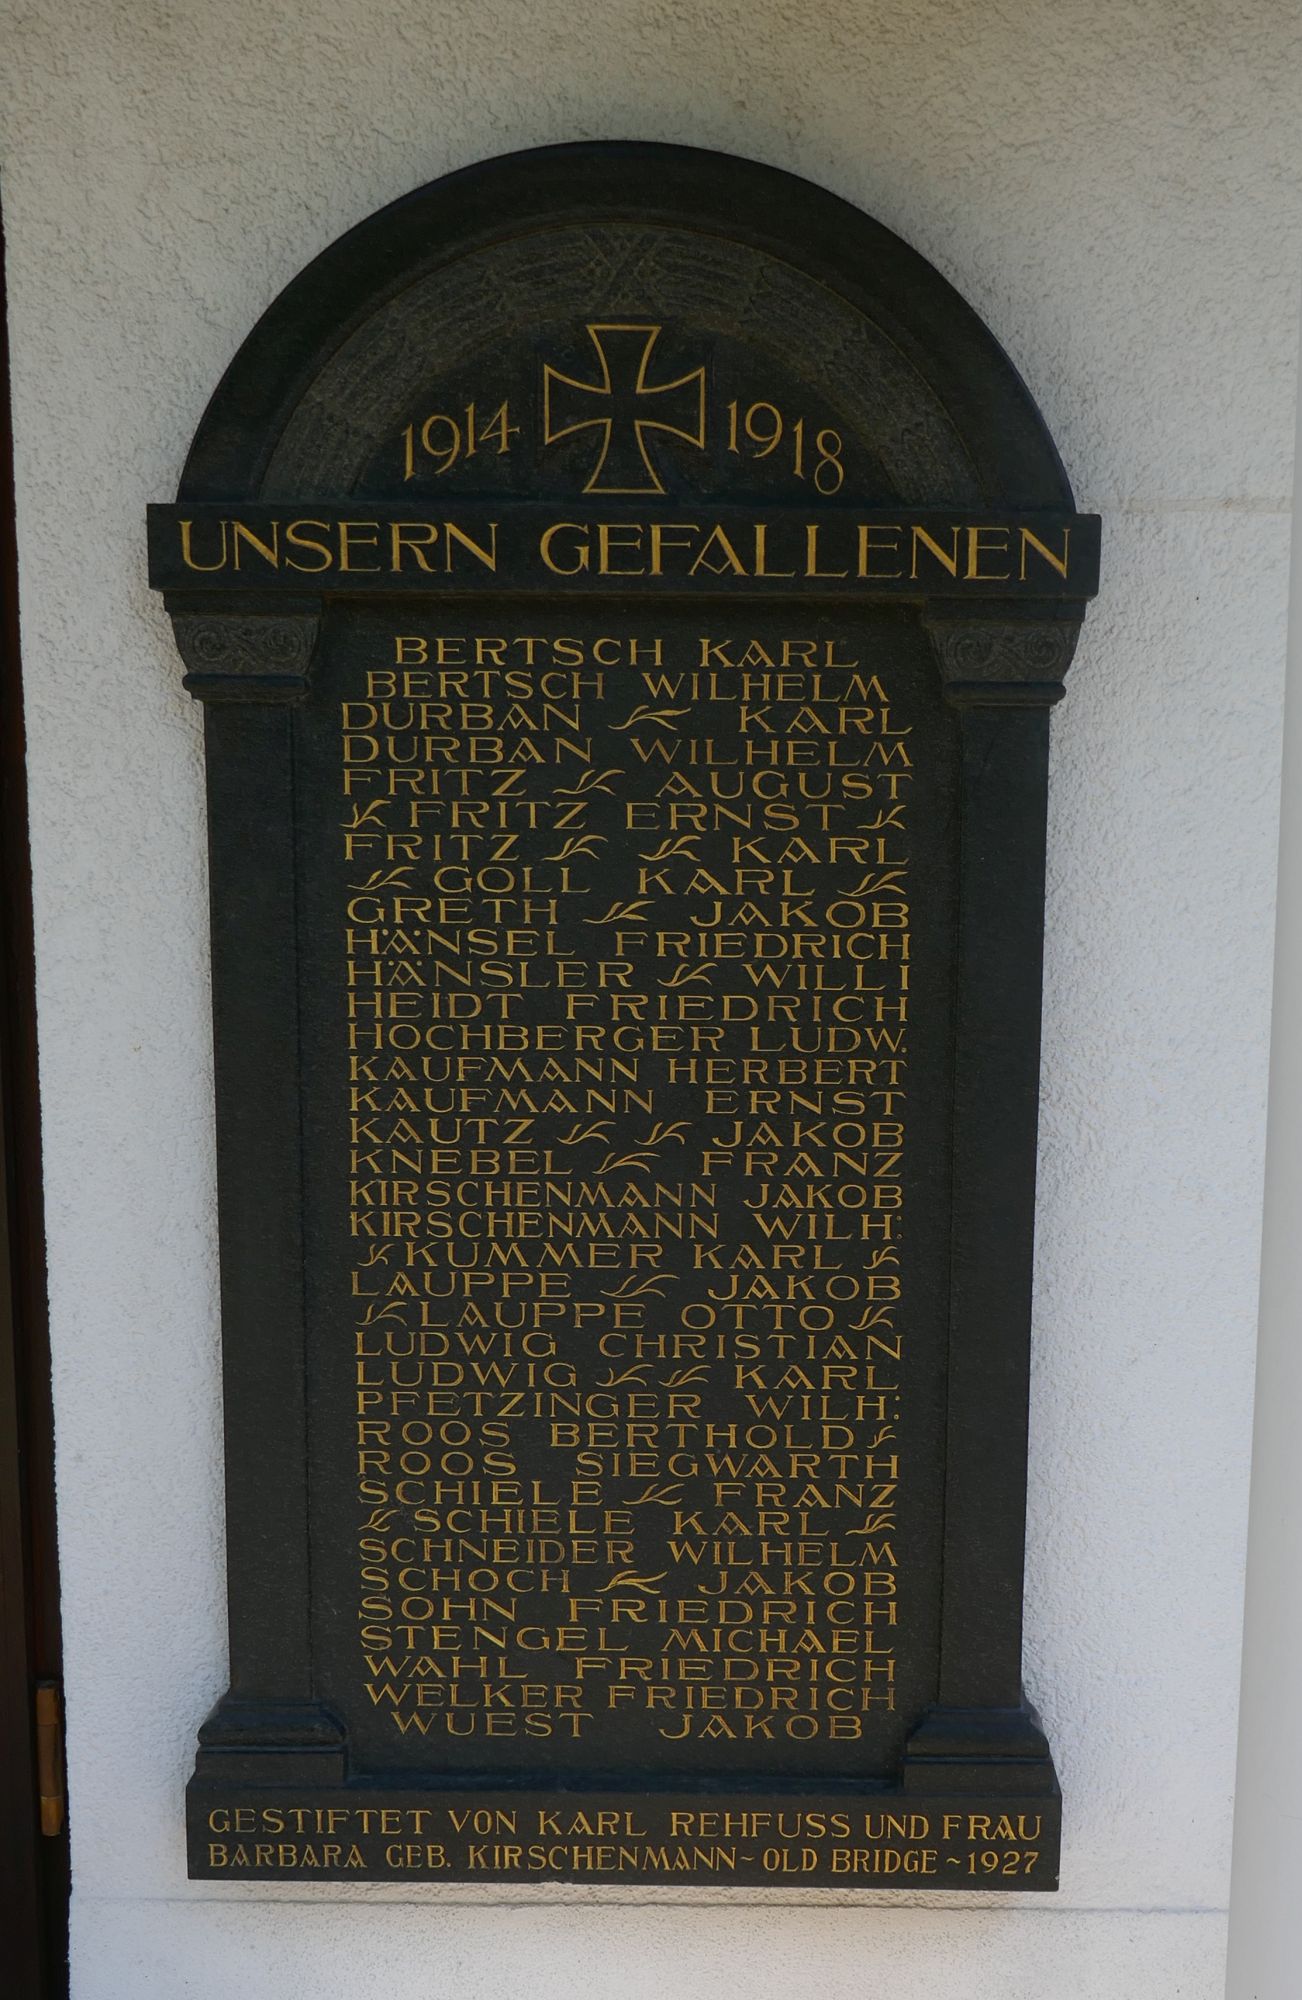 1914 1918
UNSERN GEFALLENEN
BERTSCH KARL
BERTSCH WILHELM
DURBAN KARL
DURBAN WILHELM
FRITZ AUGUST
FRITZ ERNST
FRITZ KARL
GOLL KARL
GRETH JAKOB
HÄNSEL FRIEDRICH
HÄNSLER WILLI
HEIDT FRIEDRICH
HOCHBERGER LUDW.
KAUFMANN HERBERT
KAUFMANN ERNST
KAUTZ JAKOB
KNEBEL FRANZ
KIRSCHENMANN JAKOB
KIRSCHENMANN WILH:
KUMMER KARL
LAUPPE JAKOB
LAUPPE OTTO
LUDWIG CHRISTIAN
LUDWIG KARL
PFETZINGER WILH:
ROOS BERTHOLD
ROOS SIEGWARTH
SCHIELE FRANZ
SCHIELE KARL
SCHNEIDER WILHELM
SCHOCH JAKOB
SOHN FRIEDRICH
STENGEL MICHAEL
WAHL FRIEDRICH
WELKER FRIEDRICH
WUEST JAKOB
GESTIFTET VON KARL REHFUSS UND FRAU
BARBARA GEB. KIRSCHENMANN~OLD BRIDGE~1927